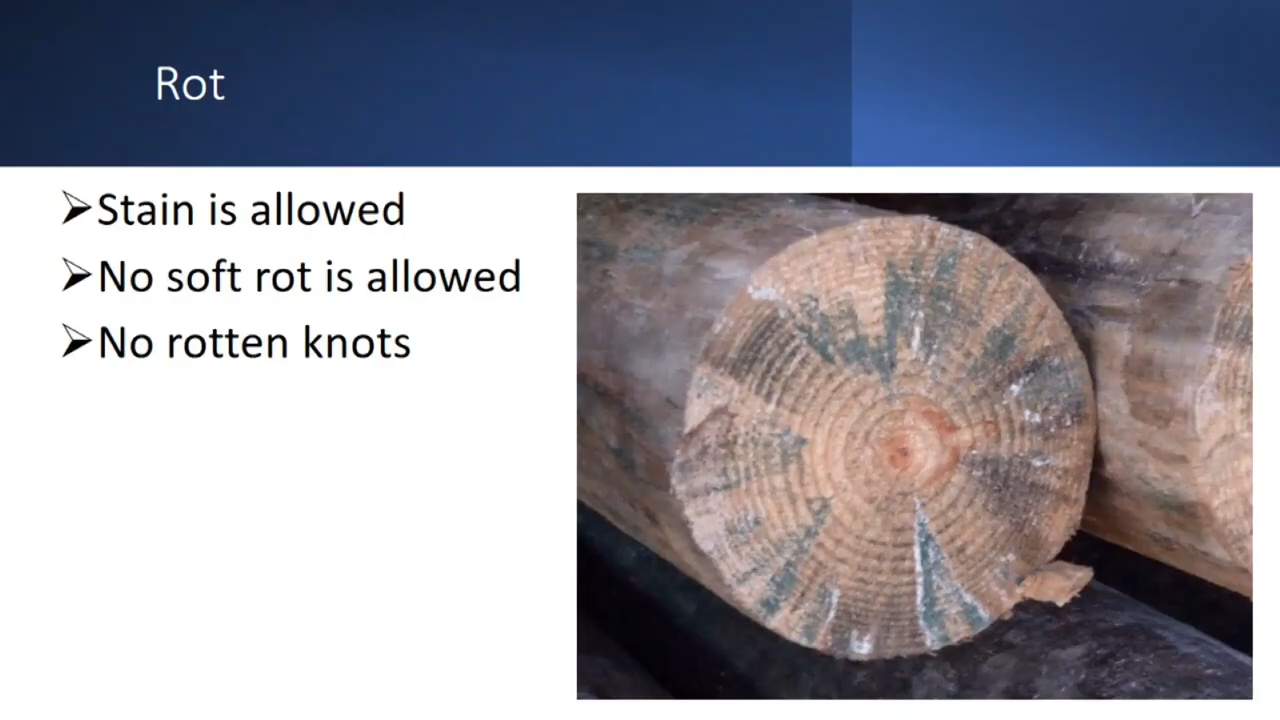 Rot
➢Stain is allowed
➢No soft rot is allowed
➢No rotten knots